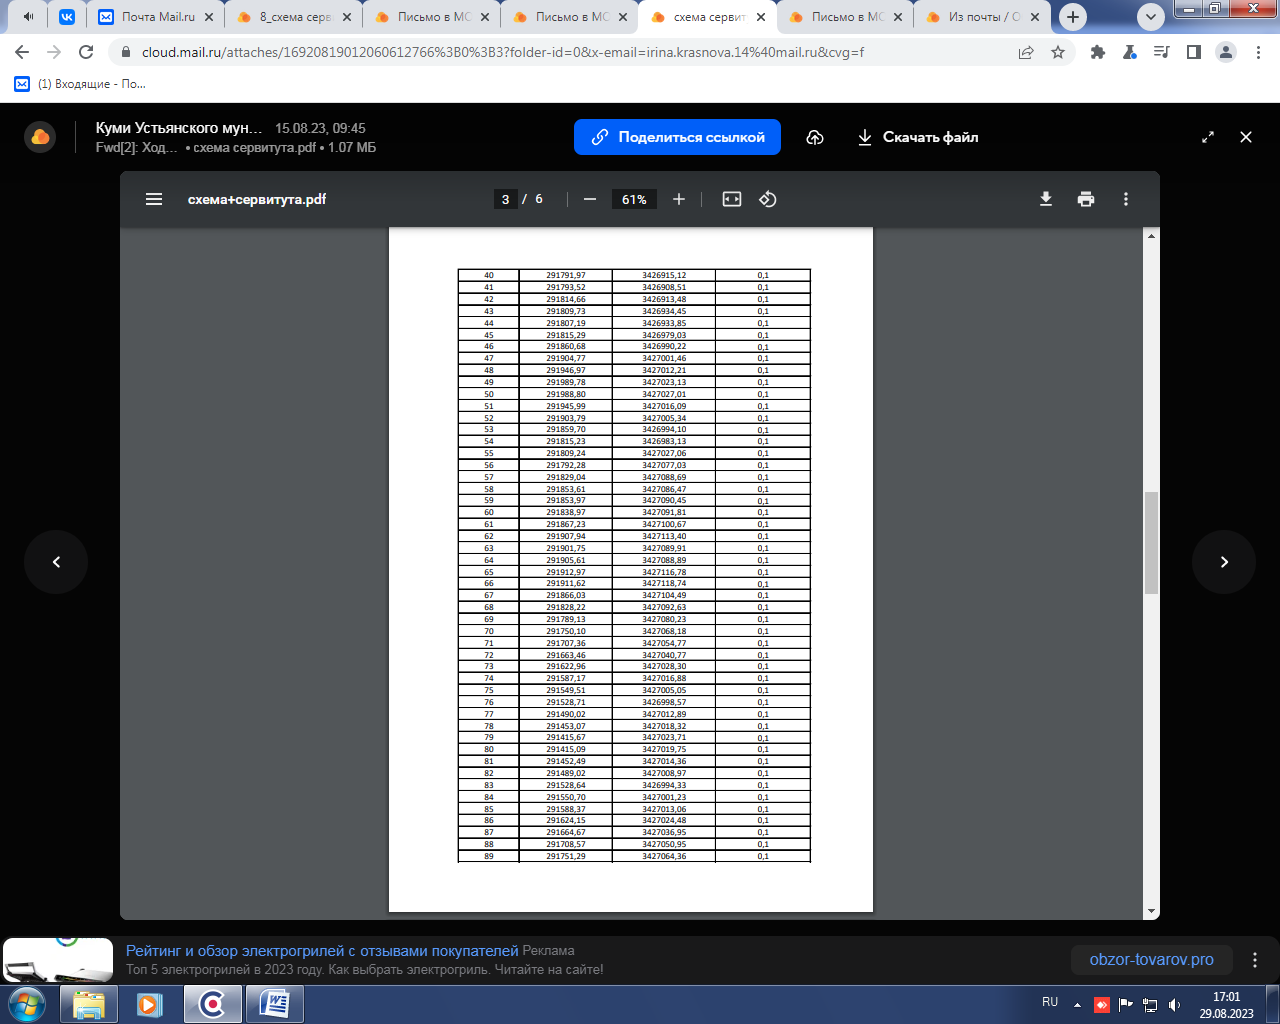 Почта Mail.ru
8_схема серв
Письмо в МС
Письмо в МС
схема сервит
Письмо в МС
Из почты / О
cloud.mail.ru/attaches/16920819012060612766%3B0%3B3?folder-id=0&x-email=irina.krasnova.14%40mail.ru&cvg=f
(1) Входящие - По...
Куми Устьянского мун... 15.08.23, 09:45
Fwd[2]: Ход... • схема сервитута.pdf • 1.07 МБ
Поделиться ссылкой
Скачать файл
схема+сервитута.pdf
3 / 6
61%
40 291791,97 3426915,12 0,1
41 291793,52 3426908,51 0,1
42 291814,66 3426913,48 0,1
43 291809,73 3426934,45 0,1
44 291807,19 3426933,85 0,1
45 291815,29 3426979,03 0,1
46 291860,68 3426990,22 0,1
47 291904,77 3427001,46 0,1
48 291946,97 3427012,21 0,1
49 291989,78 3427023,13 0,1
50 291988,80 3427027,01 0,1
51 291945,99 3427016,09 0,1
52 291903,79 3427005,34 0,1
53 291859,70 3426994,10 0,1
54 291815,23 3426983,13 0,1
55 291809,24 3427027,06 0,1
56 291792,28 3427077,03 0,1
57 291829,04 3427088,69 0,1
58 291853,61 3427086,47 0,1
59 291853,97 3427090,45 0,1
60 291838,97 3427091,81 0,1
61 291867,23 3427100,67 0,1
62 291907,94 3427113,40 0,1
63 291901,75 3427089,91 0,1
64 291905,61 3427088,89 0,1
65 291912,97 3427116,78 0,1
66 291911,62 3427118,74 0,1
67 291866,03 3427104,49 0,1
68 291828,22 3427092,63 0,1
69 291789,13 3427080,23 0,1
70 291750,10 3427068,18 0,1
71 291707,36 3427054,77 0,1
72 291663,46 3427040,77 0,1
73 291622,96 3427028,30 0,1
74 291587,17 3427016,88 0,1
75 291549,51 3427005,05 0,1
76 291528,71 3426998,57 0,1
77 291490,02 3427012,89 0,1
78 291453,07 3427018,32 0,1
79 291415,67 3427023,71 0,1
80 291415,09 3427019,75 0,1
81 291452,49 3427014,36 0,1
82 291489,02 3427008,97 0,1
83 291528,64 3426994,33 0,1
84 291550,70 3427001,23 0,1
85 291588,37 3427013,06 0,1
86 291624,15 3427024,48 0,1
87 291664,67 3427036,95 0,1
88 291708,57 3427050,95 0,1
89 291751,29 3427064,36 0,1
Рейтинг и обзор электрогрилей с отзывами покупателей Реклама
Топ 5 электрогрилей в 2023 году. Как выбрать электрогриль. Читайте на сайте!
obzor-tovarov.pro
RU
17:01
29.08.2023